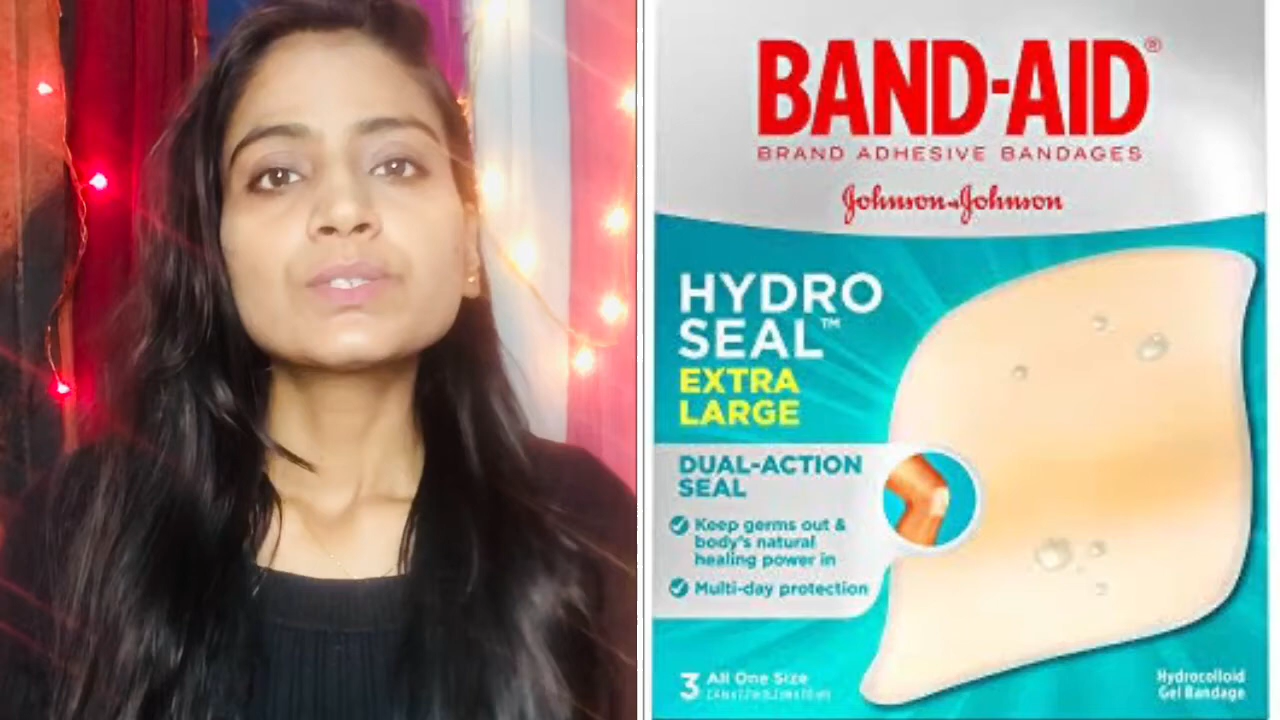 BAND-AID®
BRAND ADHESIVE BANDAGES
Johnson & Johnson
HYDRO
SEAL™
EXTRA
LARGE
DUAL-ACTION
SEAL
Keep germs out &
body's natural
healing power in
Multi-day protection
3 All One Size
Hydrocolloid
Gel Bandage